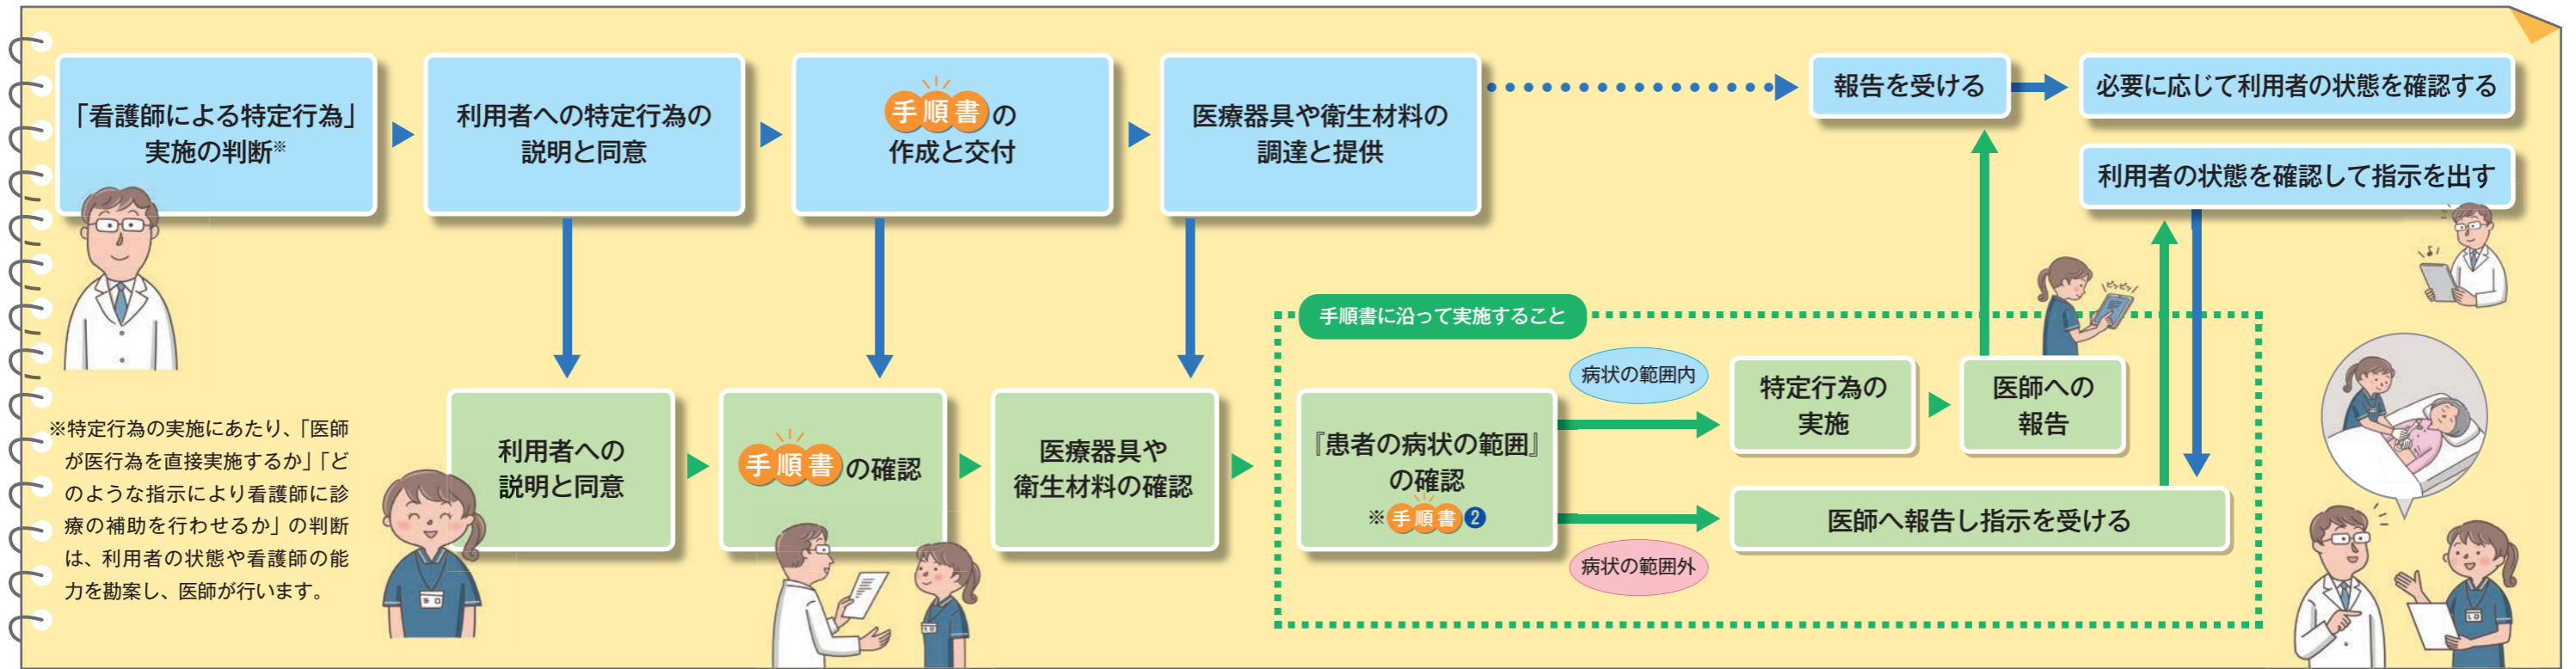 「看護師による特定行為」
実施の判断※
利用者への特定行為の
説明と同意
手順書の
作成と交付
医療器具や衛生材料の
調達と提供
報告を受ける
必要に応じて利用者の状態を確認する
利用者の状態を確認して指示を出す
※特定行為の実施にあたり、「医師
が医行為を直接実施するか」「ど
のような指示により看護師に診
療の補助を行わせるか」の判断
は、利用者の状態や看護師の能
力を勘案し、医師が行います。
利用者への
説明と同意
手順書の確認
医療器具や
衛生材料の確認
手順書に沿って実施すること
『患者の病状の範囲』
の確認
※手順書❷
病状の範囲内
特定行為の
実施
医師への
報告
ピッピッ
病状の範囲外
医師へ報告し指示を受ける